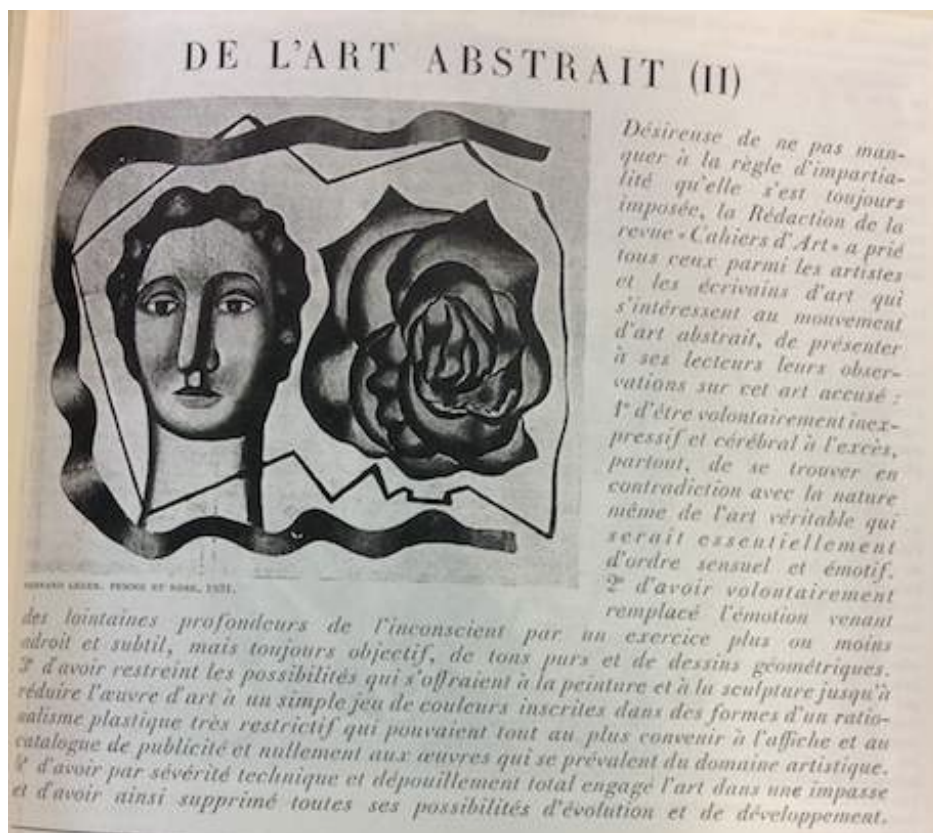 DE L'ART ABSTRAIT (II)
Désireuse de ne pas man-
quer à la règle d'impartia-
lité qu'elle s'est toujours
imposée, la Rédaction de la
revue «Cahiers d'Art» a prié
tous ceux parmi les artistes
et les écrivains d'art qui
s'intéressent au mouvement
d'art abstrait, de présenter
à ses lecteurs leurs obser-
vations sur cet art accusé :
1° d'être volontairement inex-
pressif et cérébral à l'excès,
partout, de se trouver en
contradiction avec la nature
même de l'art véritable qui
serait essentiellement
d'ordre sensuel et émotif.
2° d'avoir volontairement
remplacé l'émotion venant
FERNAND LEGER. FEMME ET ROSE, 1931.
des lointaines profondeurs de l'inconscient par un exercice plus ou moins
adroit et subtil, mais toujours objectif, de tons purs et de dessins géométriques.
3° d'avoir restreint les possibilités qui s'offraient à la peinture et à la sculpture jusqu'à
réduire l'œuvre d'art à un simple jeu de couleurs inscrites dans des formes d'un ratio-
nalisme plastique très restrictif qui pouvaient tout au plus convenir à l'affiche et au
catalogue de publicité et nullement aux œuvres qui se prévalent du domaine artistique.
4° d'avoir par sévérité technique et dépouillement total engagé l'art dans une impasse
et d'avoir ainsi supprimé toutes ses possibilités d'évolution et de développement.